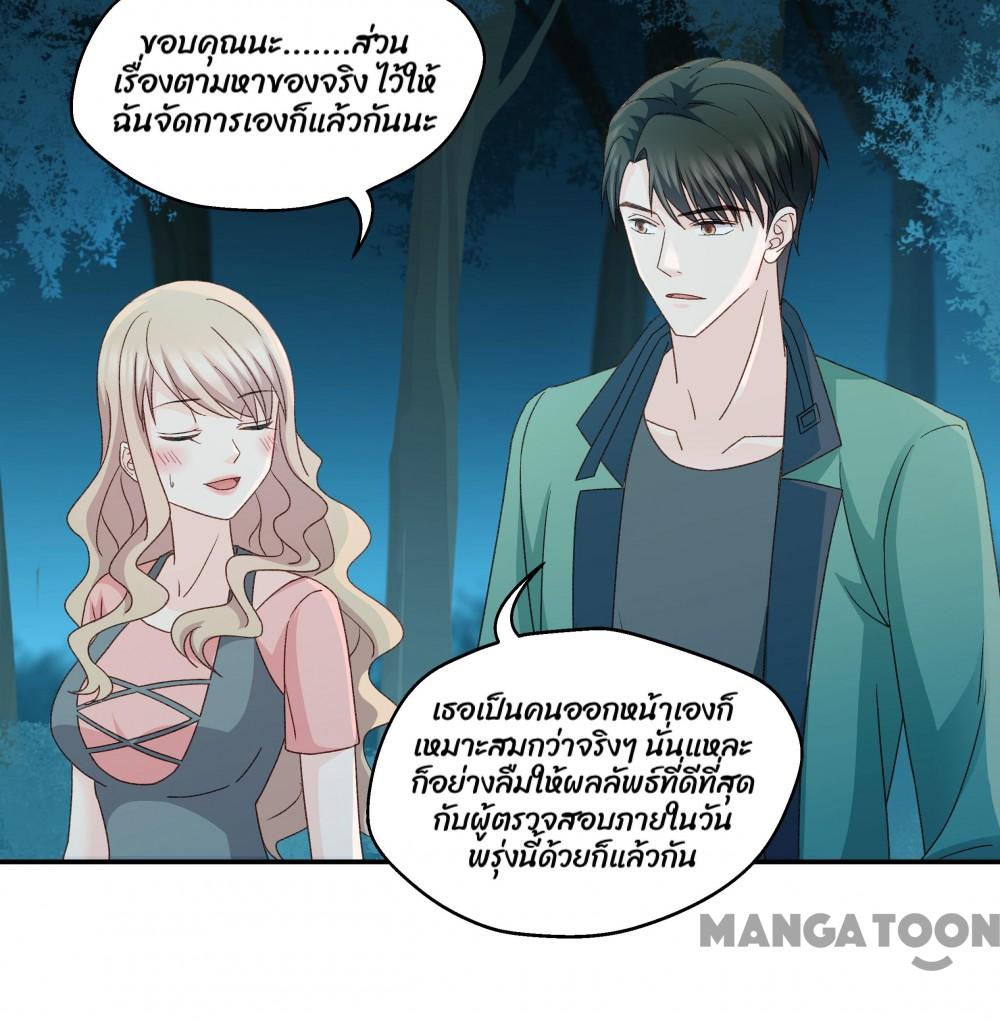 ขอบคุณนะ.......ส่วน
เรื่องตามหาของจริง ไว้ให้
ฉันจัดการเองก็แล้วกันนะ
เธอเป็นคนออกหน้าเองก็
เหมาะสมกว่าจริงๆ นั่นแหละ
ก็อย่างลืมให้ผลลัพธ์ที่ดีที่สุด
กับผู้ตรวจสอบภายในวัน
พรุ่งนี้ด้วยก็แล้วกัน
MANGATOON